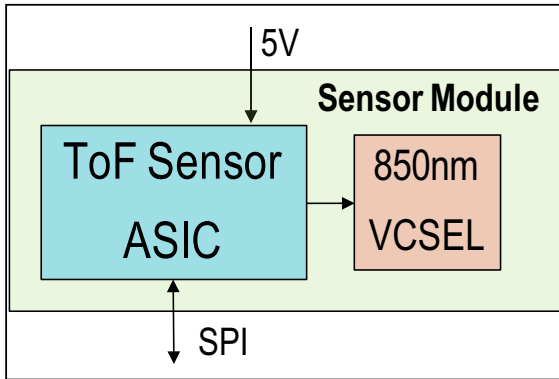 5V
Sensor Module
ToF Sensor
ASIC
850nm
VCSEL
SPI